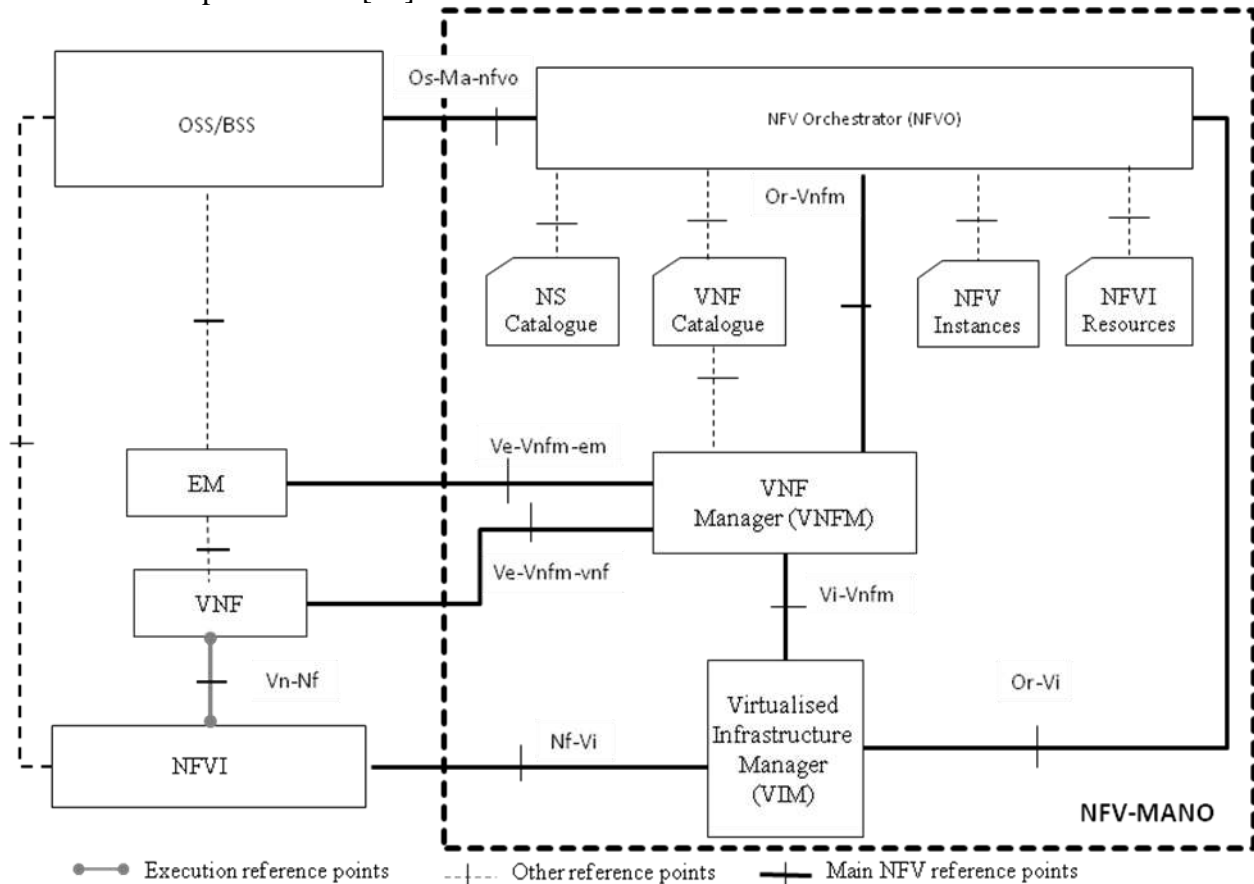 Os-Ma-nfvo
OSS/BSS
NFV Orchestrator (NFVO)
Or-Vnfm
NS
Catalogue
VNF
Catalogue
NFV
Instances
NFVI
Resources
Ve-Vnfm-em
EM
VNF
Manager (VNFM)
Ve-Vnfm-vnf
VNF
Vi-Vnfm
Vn-Nf
Or-Vi
Virtualised
Infrastructure
Manager
(VIM)
Nf-Vi
NFVI
NFV-MANO
Execution reference points
Other reference points
Main NFV reference points